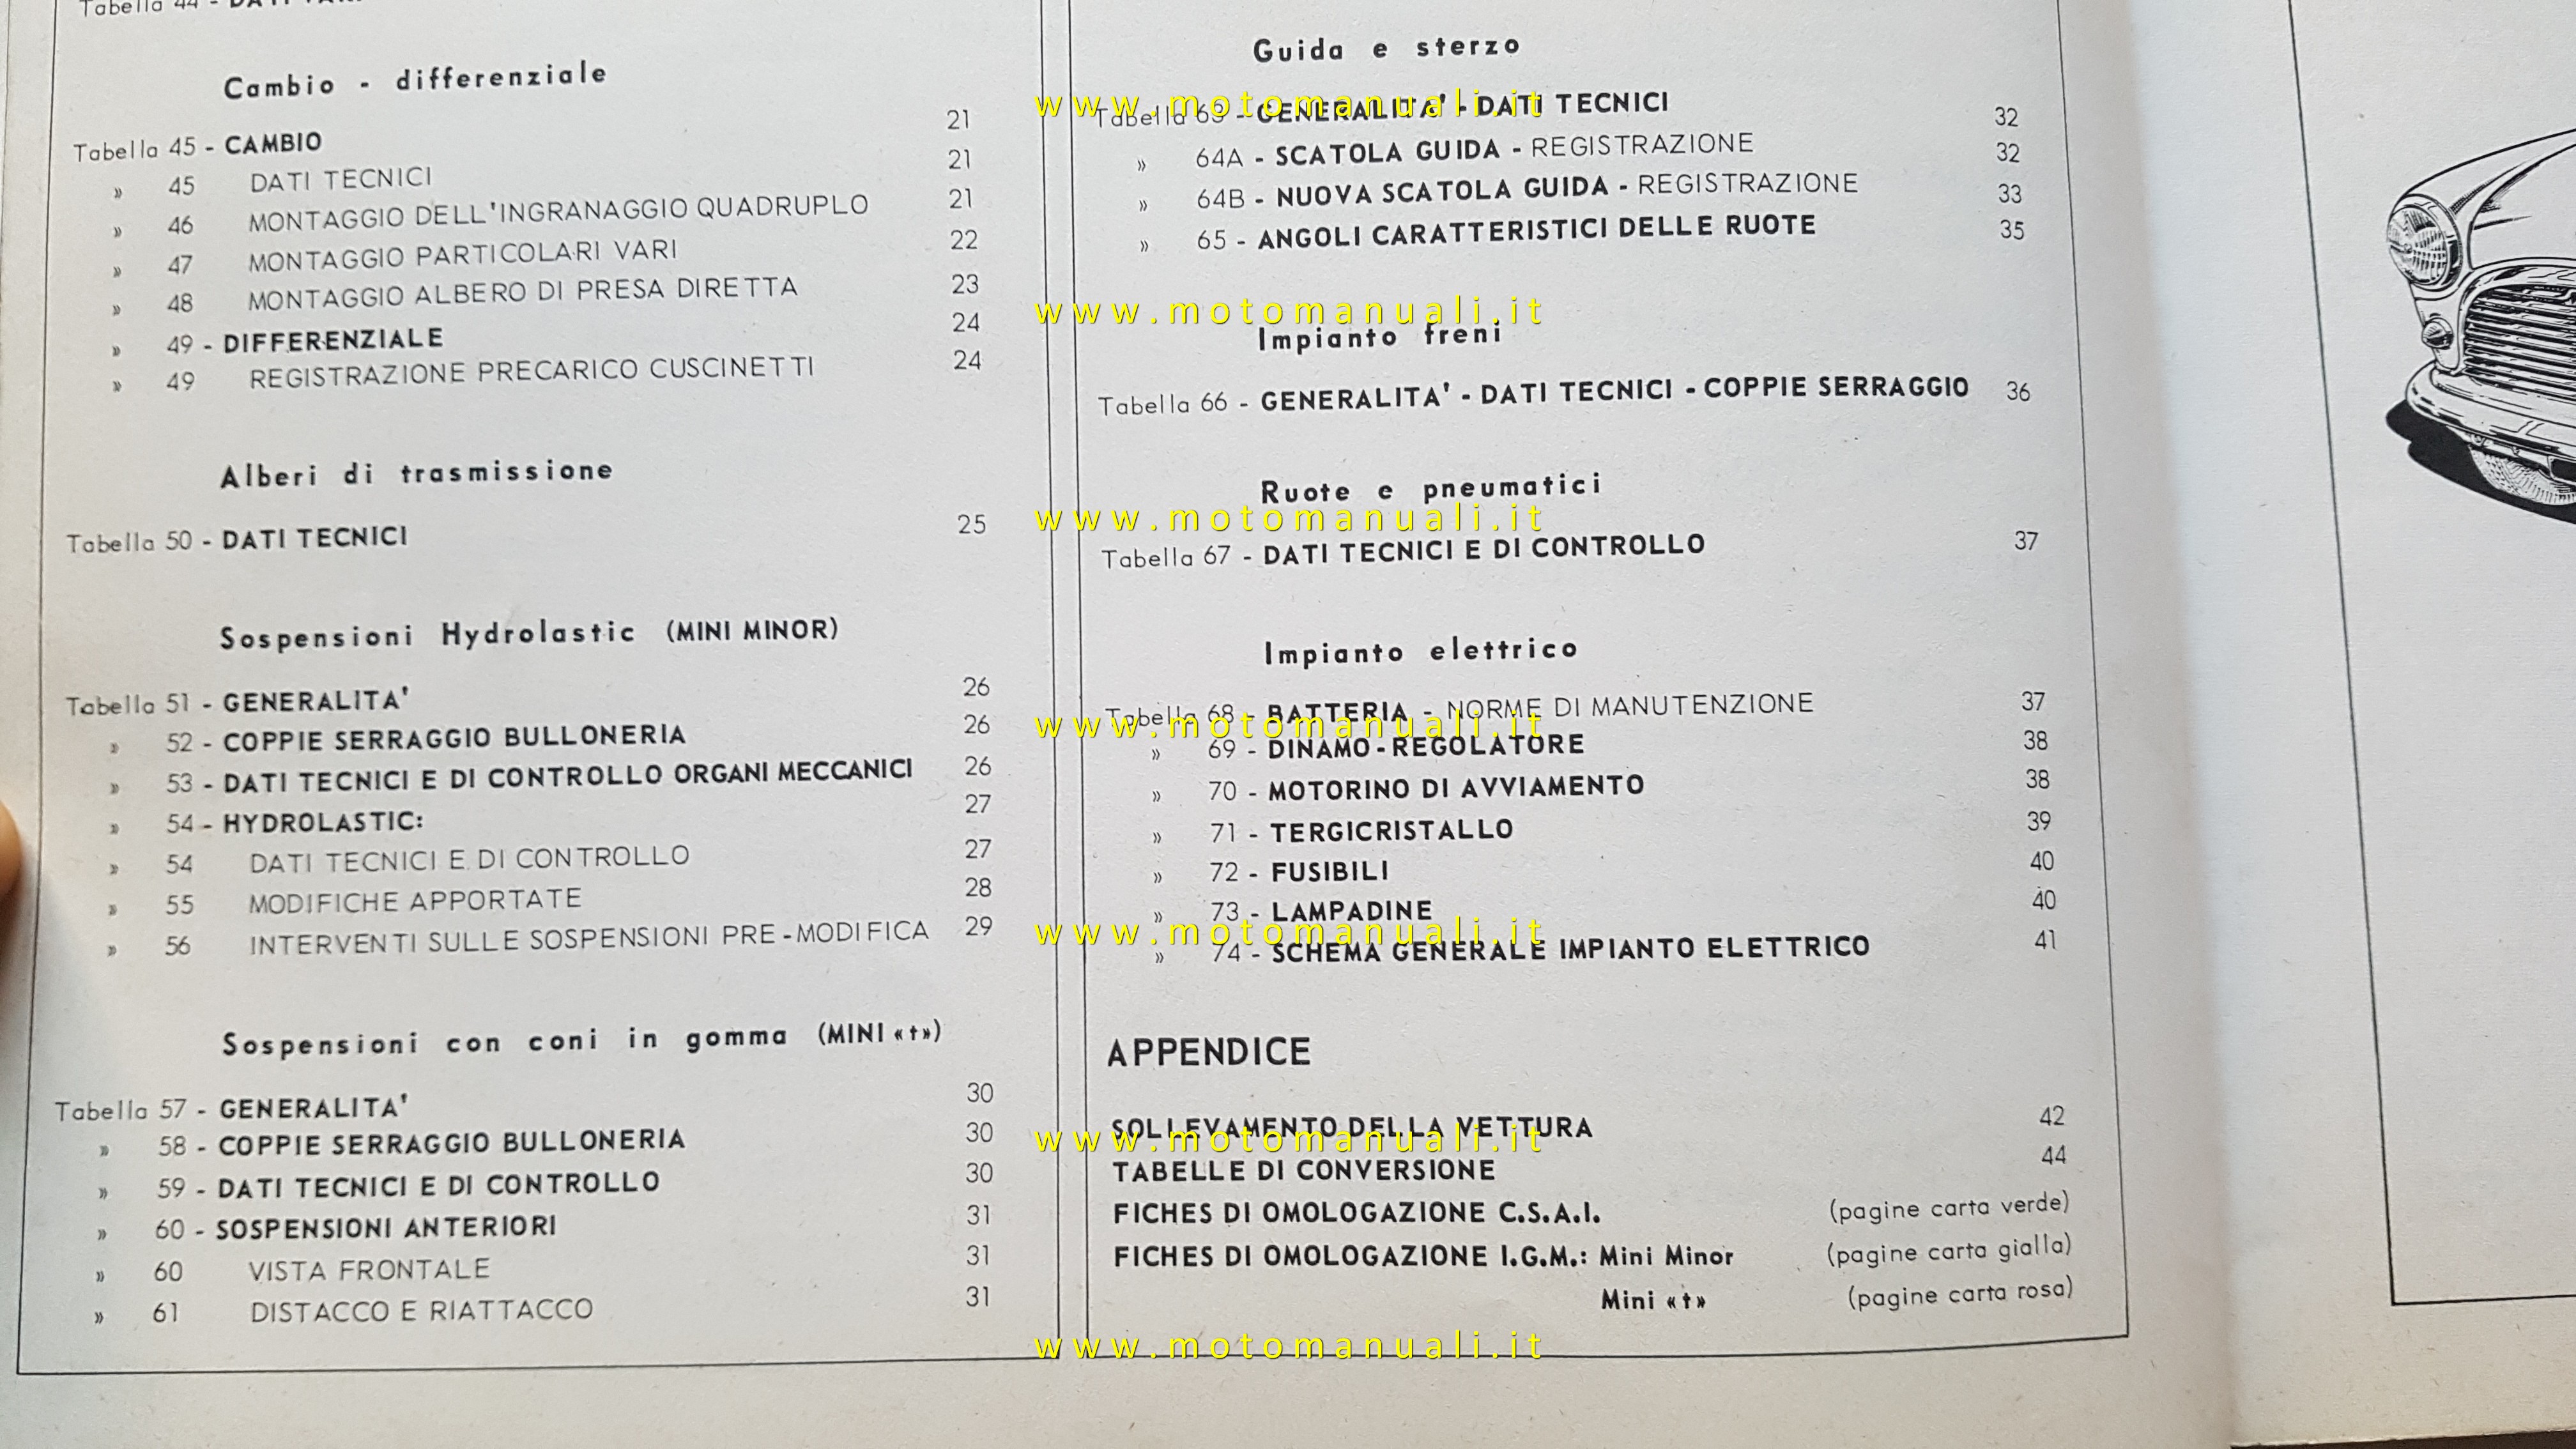 Tabella 44 - DATI VARI
Cambio - differenziale
Tabella 45 - CAMBIO 21
» 45 DATI TECNICI 21
» 46 MONTAGGIO DELL'INGRANAGGIO QUADRUPLO 21
» 47 MONTAGGIO PARTICOLARI VARI 22
» 48 MONTAGGIO ALBERO DI PRESA DIRETTA 23
» 49 - DIFFERENZIALE 24
» 49 REGISTRAZIONE PRECARICO CUSCINETTI 24
Alberi di trasmissione
Tabella 50 - DATI TECNICI 25
Sospensioni Hydrolastic (MINI MINOR)
Tabella 51 - GENERALITA' 26
» 52 - COPPIE SERRAGGIO BULLONERIA 26
» 53 - DATI TECNICI E DI CONTROLLO ORGANI MECCANICI 26
» 54 - HYDROLASTIC: 27
» 54 DATI TECNICI E DI CONTROLLO 27
» 55 MODIFICHE APPORTATE 28
» 56 INTERVENTI SULLE SOSPENSIONI PRE-MODIFICA 29
Sospensioni con coni in gomma (MINI «t»)
Tabella 57 - GENERALITA' 30
» 58 - COPPIE SERRAGGIO BULLONERIA 30
» 59 - DATI TECNICI E DI CONTROLLO 30
» 60 - SOSPENSIONI ANTERIORI 31
» 60 VISTA FRONTALE 31
» 61 DISTACCO E RIATTACCO 31
Guida e sterzo
Tabella 63 - GENERALITA' - DATI TECNICI 32
» 64A - SCATOLA GUIDA - REGISTRAZIONE 32
» 64B - NUOVA SCATOLA GUIDA - REGISTRAZIONE 33
» 65 - ANGOLI CARATTERISTICI DELLE RUOTE 35
Impianto freni
Tabella 66 - GENERALITA' - DATI TECNICI - COPPIE SERRAGGIO 36
Ruote e pneumatici
Tabella 67 - DATI TECNICI E DI CONTROLLO 37
Impianto elettrico
Tabella 68 - BATTERIA - NORME DI MANUTENZIONE 37
» 69 - DINAMO-REGOLATORE 38
» 70 - MOTORINO DI AVVIAMENTO 38
» 71 - TERGICRISTALLO 39
» 72 - FUSIBILI 40
» 73 - LAMPADINE 40
» 74 - SCHEMA GENERALE IMPIANTO ELETTRICO 41
APPENDICE
SOLLEVAMENTO DELLA VETTURA 42
TABELLE DI CONVERSIONE 44
FICHES DI OMOLOGAZIONE C.S.A.I. (pagine carta verde)
FICHES DI OMOLOGAZIONE I.G.M.: Mini Minor (pagine carta gialla)
Mini «t» (pagine carta rosa)
www.motomanuali.it
www.motomanuali.it
www.motomanuali.it
www.motomanuali.it
www.motomanuali.it
www.motomanuali.it
www.motomanuali.it